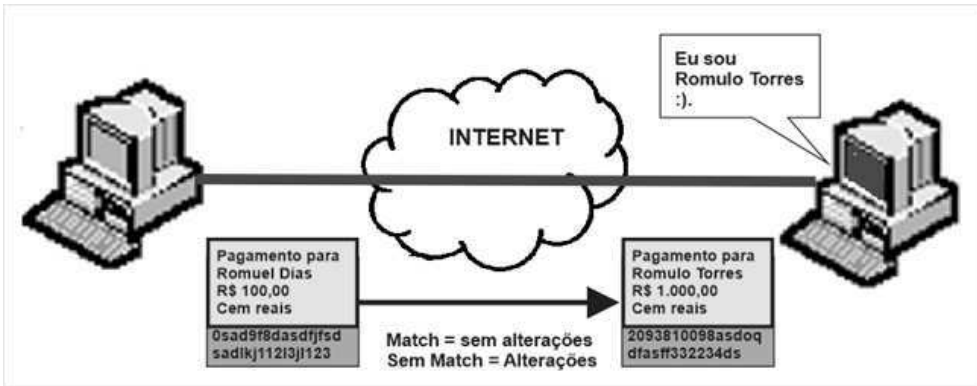 Eu sou
Romulo Torres
:).
INTERNET
Pagamento para
Romuel Dias
R$ 100,00
Cem reais
0sad9f8dasdfjfsd
sadlkj112l3jl123
Match = sem alterações
Sem Match = Alterações
Pagamento para
Romulo Torres
R$ 1.000,00
Cem reais
2093810098asdoq
dfasff332234ds